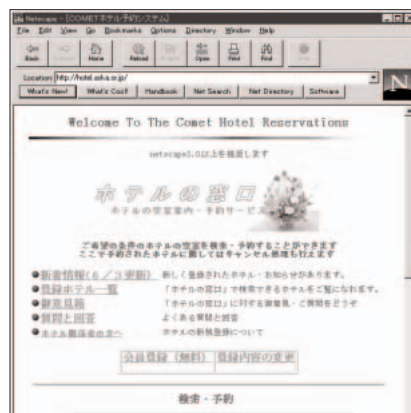 Netscape - [COMETホテル予約システム]
File Edit View Go Bookmarks Options Directory Window Help
Back Home Reload Open Print Find
Location: http://hotel.aska.or.jp/
What's New! What's Cool! Handbook Net Search Net Directory Software
N
Welcome To The Comet Hotel Reservations
netscape2.0以上を推奨します
ホテルの窓口
ホテルの空室案内・予約サービス
ご希望の条件のホテルの空室を検索・予約することができます
ここで予約されたホテルに関してはキャンセル処理も行えます
●新着情報(6/3更新) 新しく登録されたホテル・お知らせがあります。
●登録ホテル一覧 「ホテルの窓口」で検索できるホテルをご覧になれます。
●御意見箱 「ホテルの窓口」に対する御意見・ご質問をどうぞ
●質問と回答 よくある質問と回答
●ホテル関係者の方へ ホテルの新規登録について
会員登録(無料) 登録内容の変更
検索・予約